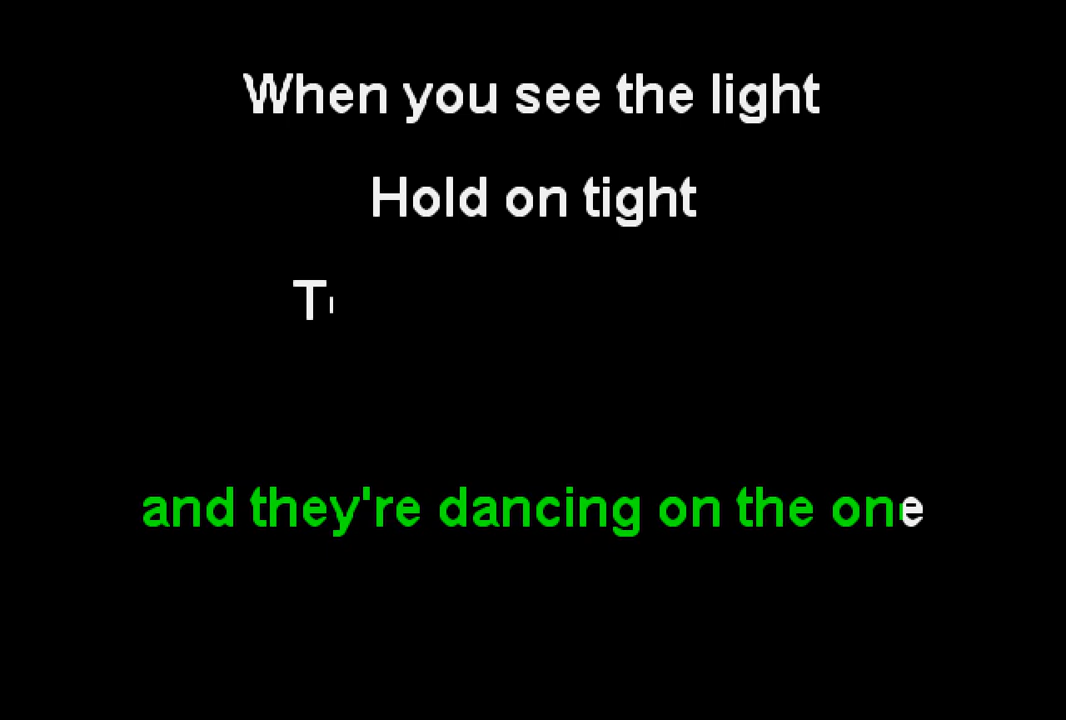 When you see the light
Hold on tight
and they're dancing on the one